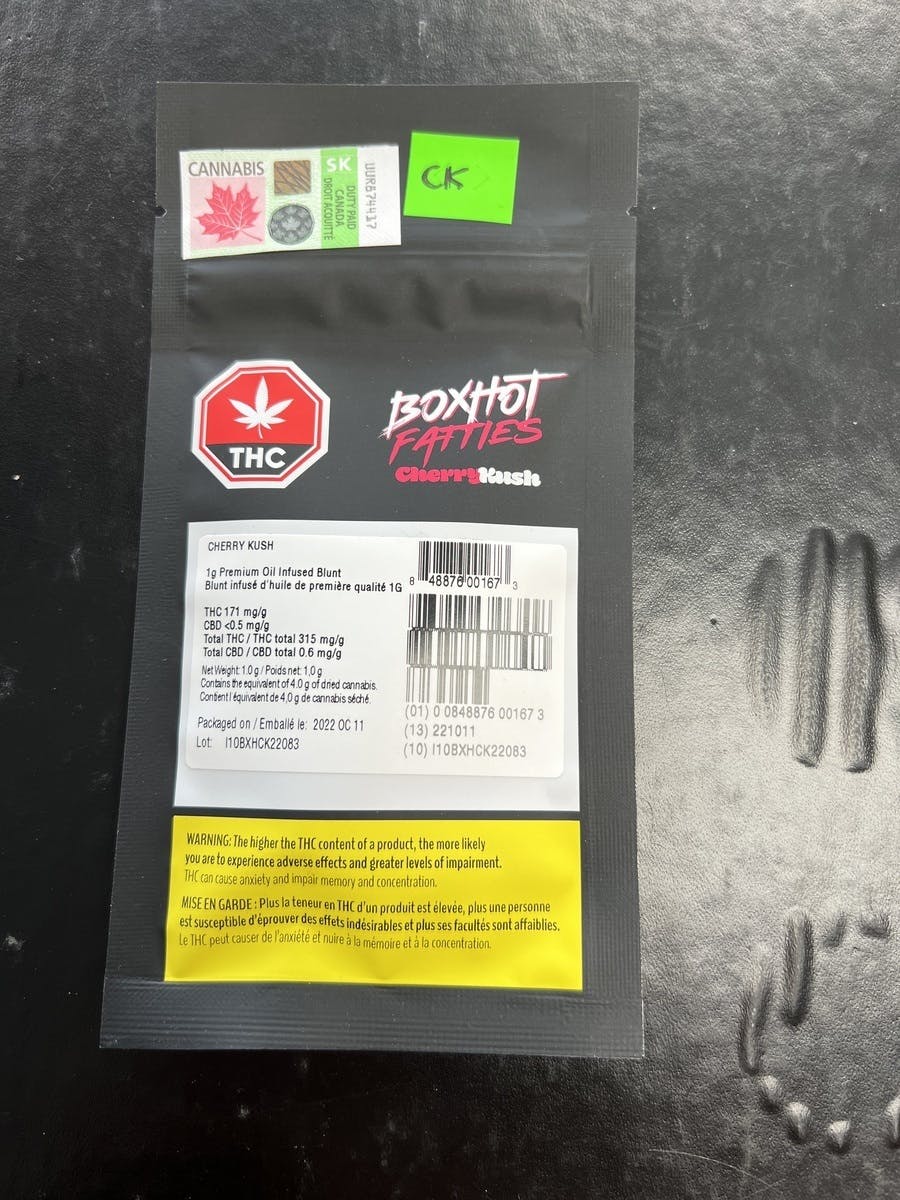 CANNABIS
SK
DUTY PAID
CANADA
DROIT ACQUITTÉ
UUR874417
CK
THC
BOXHOT
FATTIES
CherryKush
CHERRY KUSH
1g Premium Oil Infused Blunt
Blunt infusé d'huile de première qualité 1G
THC 171 mg/g
CBD <0.5 mg/g
Total THC / THC total 315 mg/g
Total CBD / CBD total 0.6 mg/g
Net Weight: 1.0 g / Poids net: 1,0 g
Contains the equivalent of 4.0 g of dried cannabis.
Contient l'équivalent de 4,0 g de cannabis séché.
Packaged on / Emballé le: 2022 OC 11
Lot: I10BXHCK22083
8 48876 00167 3
(01) 0 0848876 00167 3
(13) 221011
(10) I10BXHCK22083
WARNING: The higher the THC content of a product, the more likely
you are to experience adverse effects and greater levels of impairment.
THC can cause anxiety and impair memory and concentration.
MISE EN GARDE : Plus la teneur en THC d'un produit est élevée, plus une personne
est susceptible d'éprouver des effets indésirables et plus ses facultés sont affaiblies.
Le THC peut causer de l'anxiété et nuire à la mémoire et à la concentration.